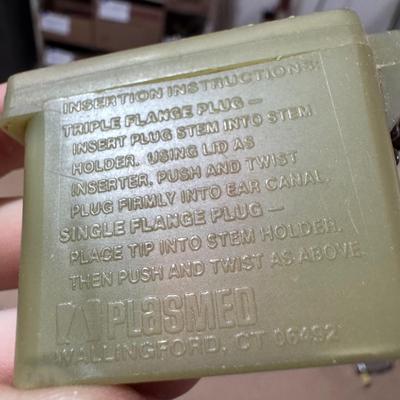 INSERTION INSTRUCTIONS:
TRIPLE FLANGE PLUG —
INSERT PLUG STEM INTO STEM
HOLDER. USING LID AS
INSERTER, PUSH AND TWIST
PLUG FIRMLY INTO EAR CANAL.
SINGLE FLANGE PLUG —
PLACE TIP INTO STEM HOLDER,
THEN PUSH AND TWIST AS ABOVE
PLASMED
WALLINGFORD, CT 06492